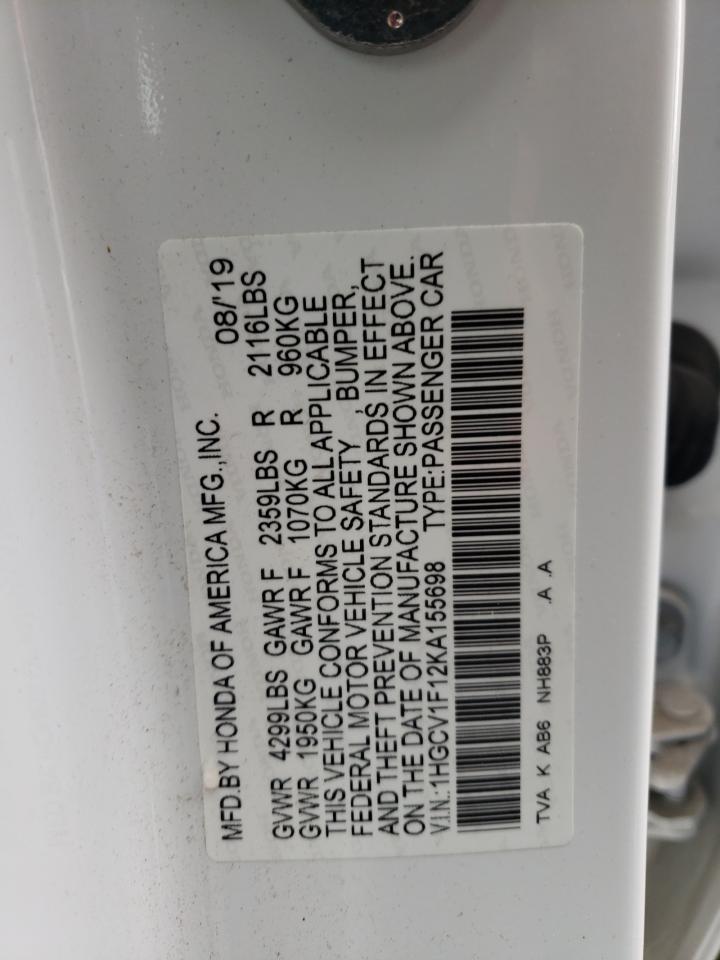 MFD.BY HONDA OF AMERICA MFG.,INC. 08/'19
GVWR 4299LBS GAWR F 2359LBS R 2116LBS
GVWR 1950KG GAWR F 1070KG R 960KG
THIS VEHICLE CONFORMS TO ALL APPLICABLE
FEDERAL MOTOR VEHICLE SAFETY , BUMPER,
AND THEFT PREVENTION STANDARDS IN EFFECT
ON THE DATE OF MANUFACTURE SHOWN ABOVE.
V.I.N.:1HGCV1F12KA155698 TYPE:PASSENGER CAR
TVA K AB6 NH883P .A .A